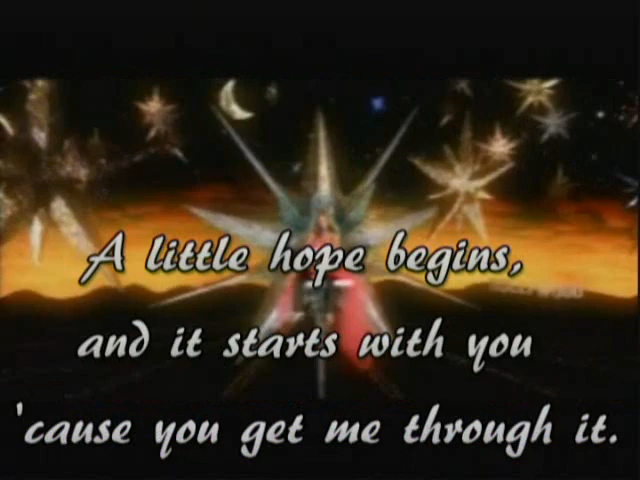 A little hope begins,
and it starts with you
'cause you get me through it.